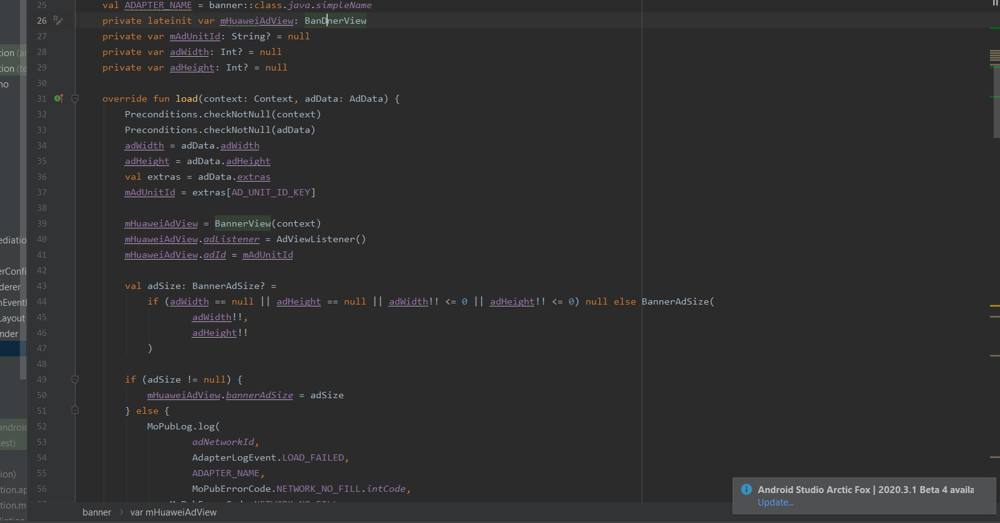 25 val ADAPTER_NAME = banner::class.java.simpleName
26 private lateinit var mHuaweiAdView: BanDnerView
27 private var mAdUnitId: String? = null
28 private var adWidth: Int? = null
29 private var adHeight: Int? = null
30
31 override fun load(context: Context, adData: AdData) {
32 Preconditions.checkNotNull(context)
33 Preconditions.checkNotNull(adData)
34 adWidth = adData.adWidth
35 adHeight = adData.adHeight
36 val extras = adData.extras
37 mAdUnitId = extras[AD_UNIT_ID_KEY]
38
39 mHuaweiAdView = BannerView(context)
40 mHuaweiAdView.adListener = AdViewListener()
41 mHuaweiAdView.adId = mAdUnitId
42
43 val adSize: BannerAdSize? =
44 if (adWidth == null || adHeight == null || adWidth!! <= 0 || adHeight!! <= 0) null else BannerAdSize(
45 adWidth!!,
46 adHeight!!
47 )
48
49 if (adSize != null) {
50 mHuaweiAdView.bannerAdSize = adSize
51 } else {
52 MoPubLog.log(
53 adNetworkId,
54 AdapterLogEvent.LOAD_FAILED,
55 ADAPTER_NAME,
56 MoPubErrorCode.NETWORK_NO_FILL.intCode,
tion (an
tion (te
no
ediatio
erConfi
derer
nEventI
Layout
nder
android
est)
ion)
tion.ap
tion.m
banner > var mHuaweiAdView
Android Studio Arctic Fox | 2020.3.1 Beta 4 availa
Update...